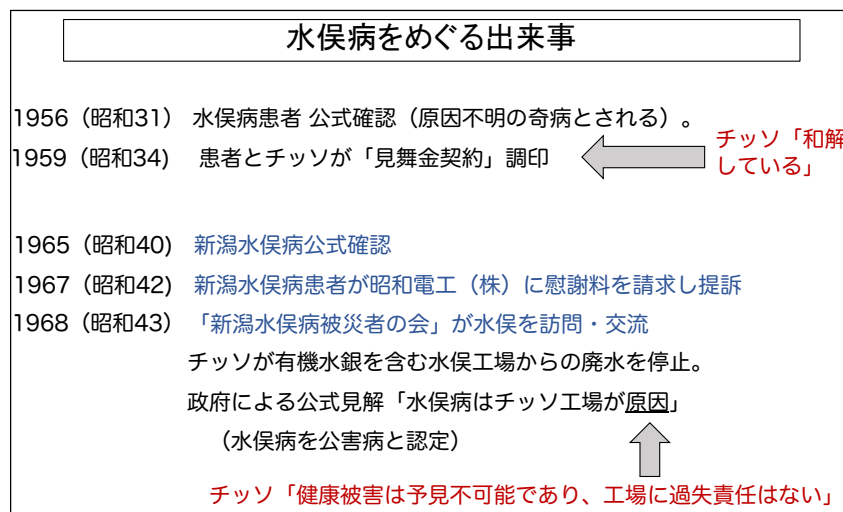 水俣病をめぐる出来事
1956（昭和31） 水俣病患者 公式確認（原因不明の奇病とされる）。
1959（昭和34） 患者とチッソが「見舞金契約」調印
チッソ「和解
している」
1965（昭和40) 新潟水俣病公式確認
1967（昭和42） 新潟水俣病患者が昭和電工（株）に慰謝料を請求し提訴
1968（昭和43） 「新潟水俣病被災者の会」が水俣を訪問・交流
チッソが有機水銀を含む水俣工場からの廃水を停止。
政府による公式見解「水俣病はチッソ工場が原因」
（水俣病を公害病と認定）
チッソ「健康被害は予見不可能であり、工場に過失責任はない」